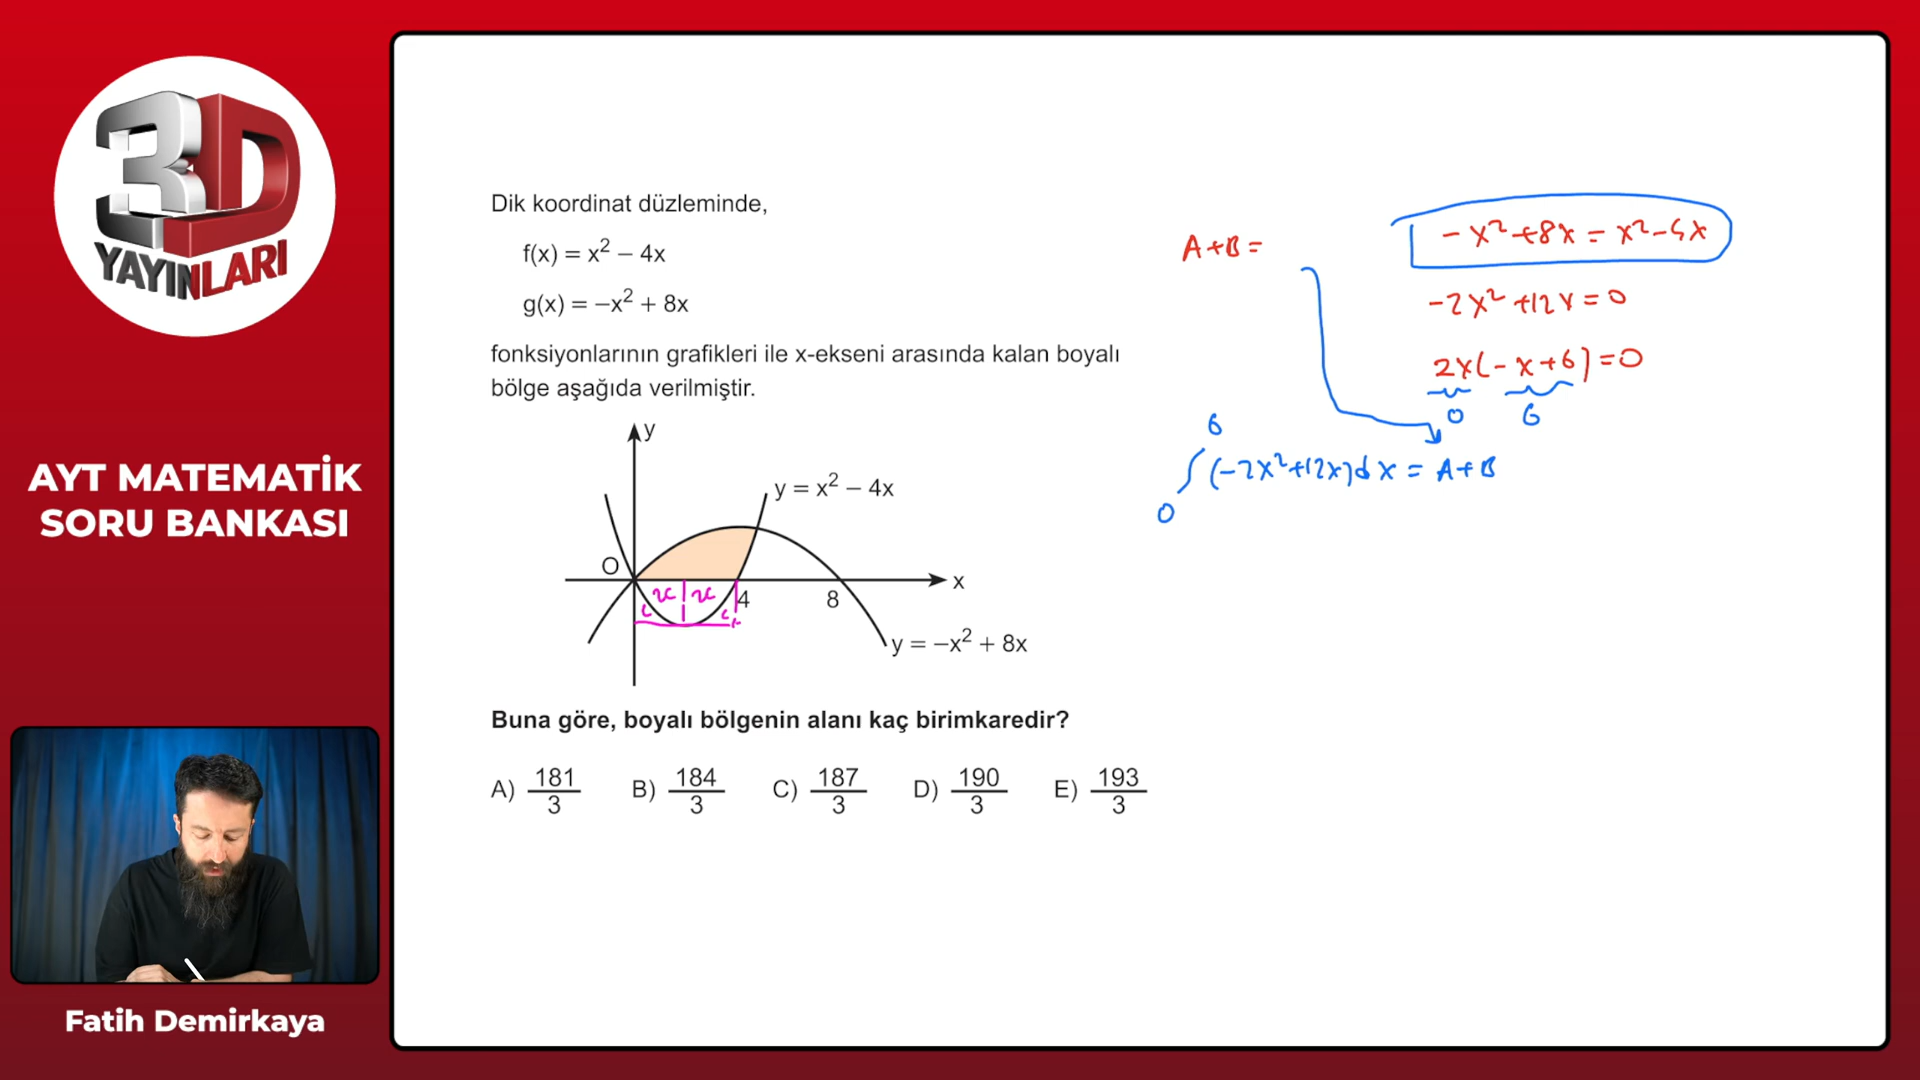 3D
YAYINLARI
AYT MATEMATİK
SORU BANKASI
Fatih Demirkaya
Dik koordinat düzleminde,
f(x) = x² – 4x
g(x) = –x² + 8x
fonksiyonlarının grafikleri ile x-ekseni arasında kalan boyalı
bölge aşağıda verilmiştir.
y
y = x² – 4x
O
x
4
8
y = –x² + 8x
Buna göre, boyalı bölgenin alanı kaç birimkaredir?
A) 181/3 B) 184/3 C) 187/3 D) 190/3 E) 193/3
A+B=
-x²+8x = x²-4x
-2x²+12x=0
2x(-x+6)=0
0 6
6
∫(-2x²+12x)dx = A+B
0